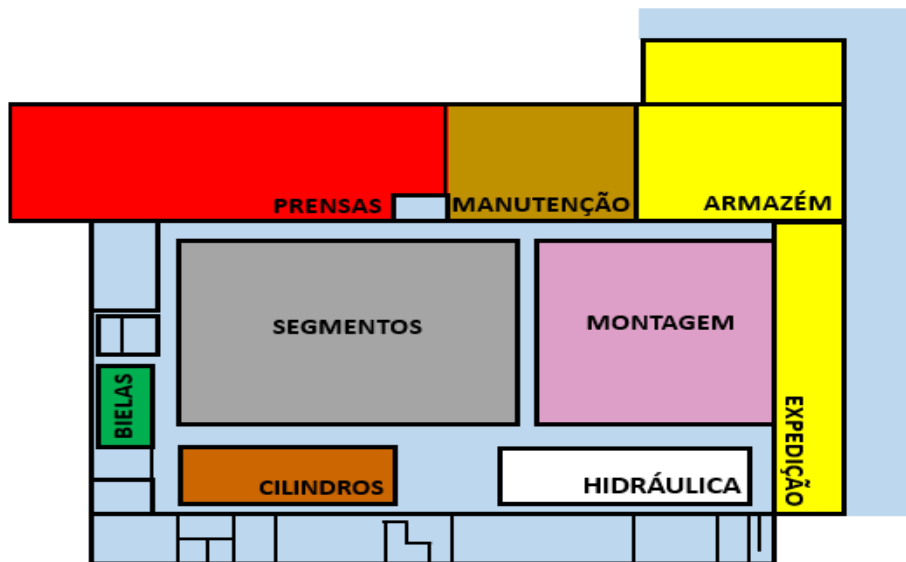 PRENSAS
MANUTENÇÃO
ARMAZÉM
SEGMENTOS
MONTAGEM
BIELAS
EXPEDIÇÃO
CILINDROS
HIDRÁULICA